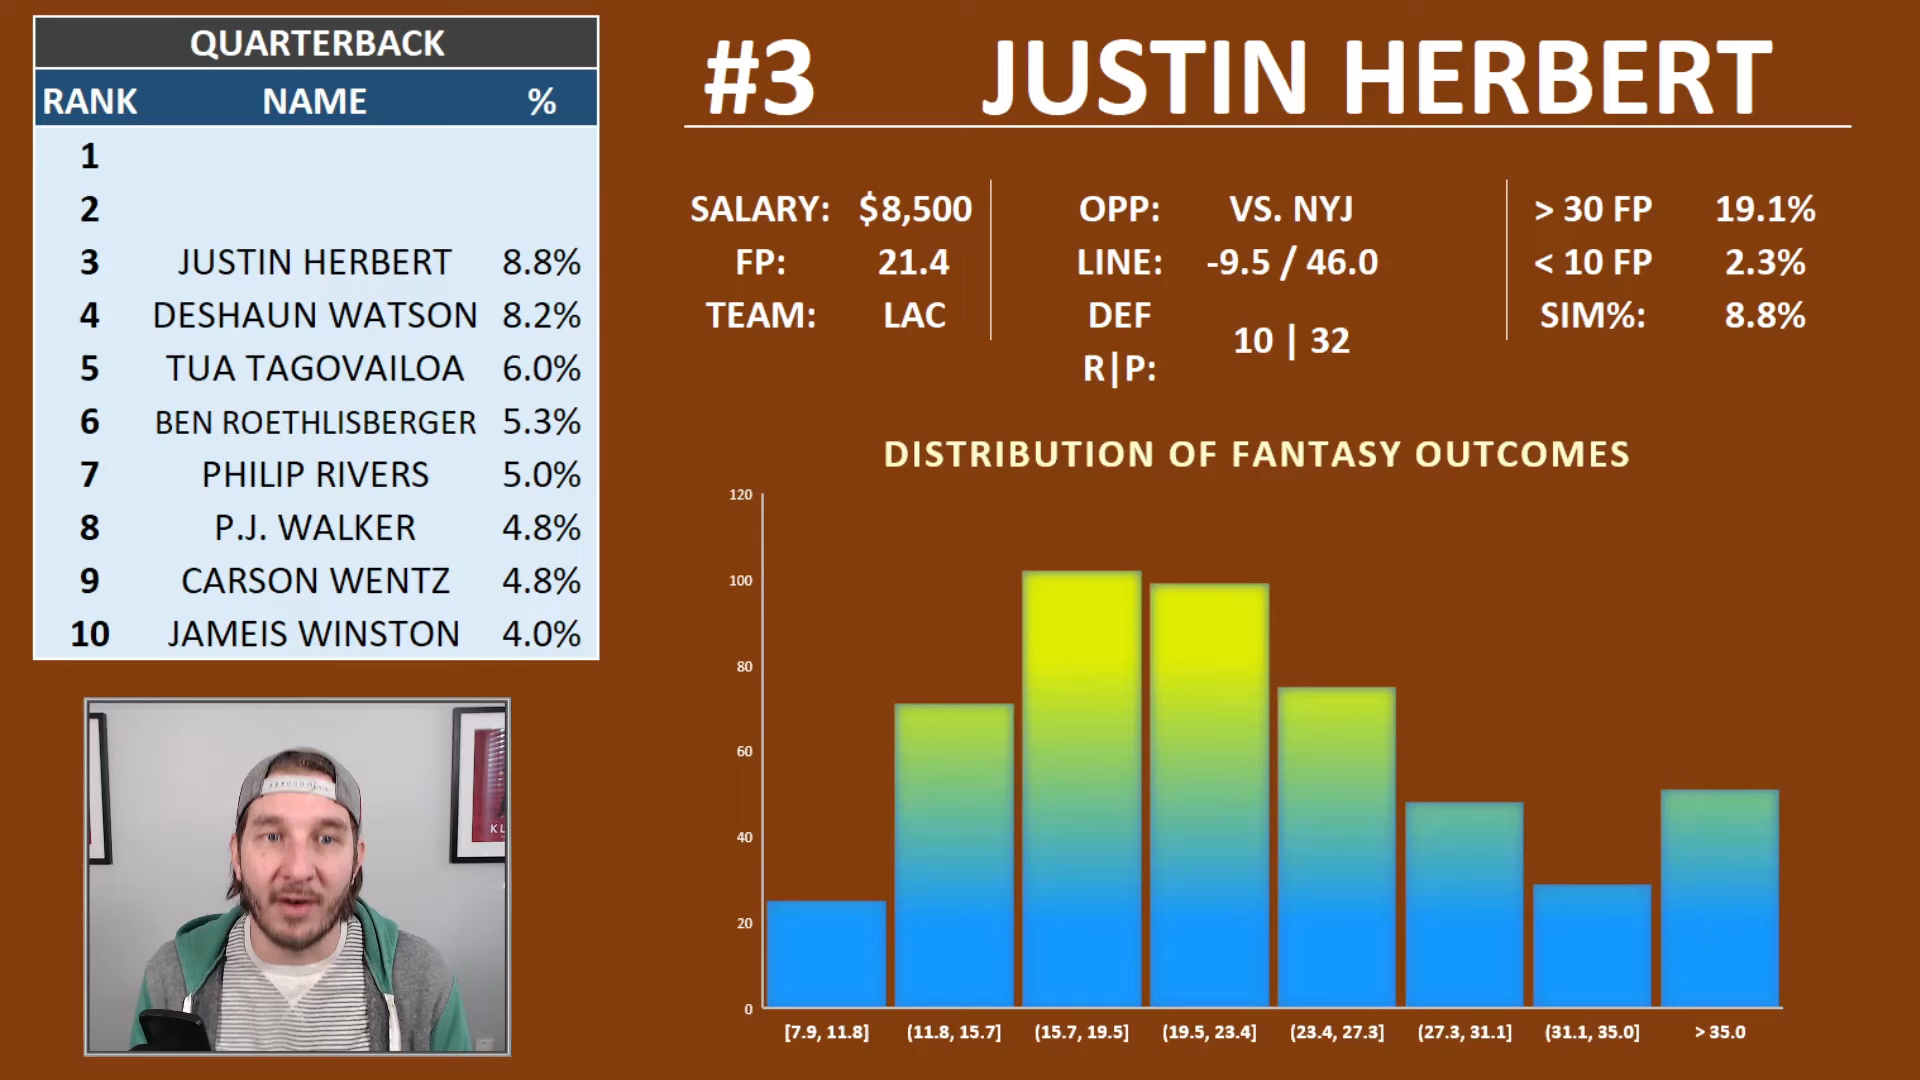 QUARTERBACK
RANK NAME %
1
2
3 JUSTIN HERBERT 8.8%
4 DESHAUN WATSON 8.2%
5 TUA TAGOVAILOA 6.0%
6 BEN ROETHLISBERGER 5.3%
7 PHILIP RIVERS 5.0%
8 P.J. WALKER 4.8%
9 CARSON WENTZ 4.8%
10 JAMEIS WINSTON 4.0%
#3 JUSTIN HERBERT
SALARY: $8,500
FP: 21.4
TEAM: LAC
OPP: VS. NYJ
LINE: -9.5 / 46.0
DEF
R|P: 10 | 32
> 30 FP 19.1%
< 10 FP 2.3%
SIM%: 8.8%
DISTRIBUTION OF FANTASY OUTCOMES
120
100
80
60
40
20
0
[7.9, 11.8] (11.8, 15.7] (15.7, 19.5] (19.5, 23.4] (23.4, 27.3] (27.3, 31.1] (31.1, 35.0] > 35.0
KL